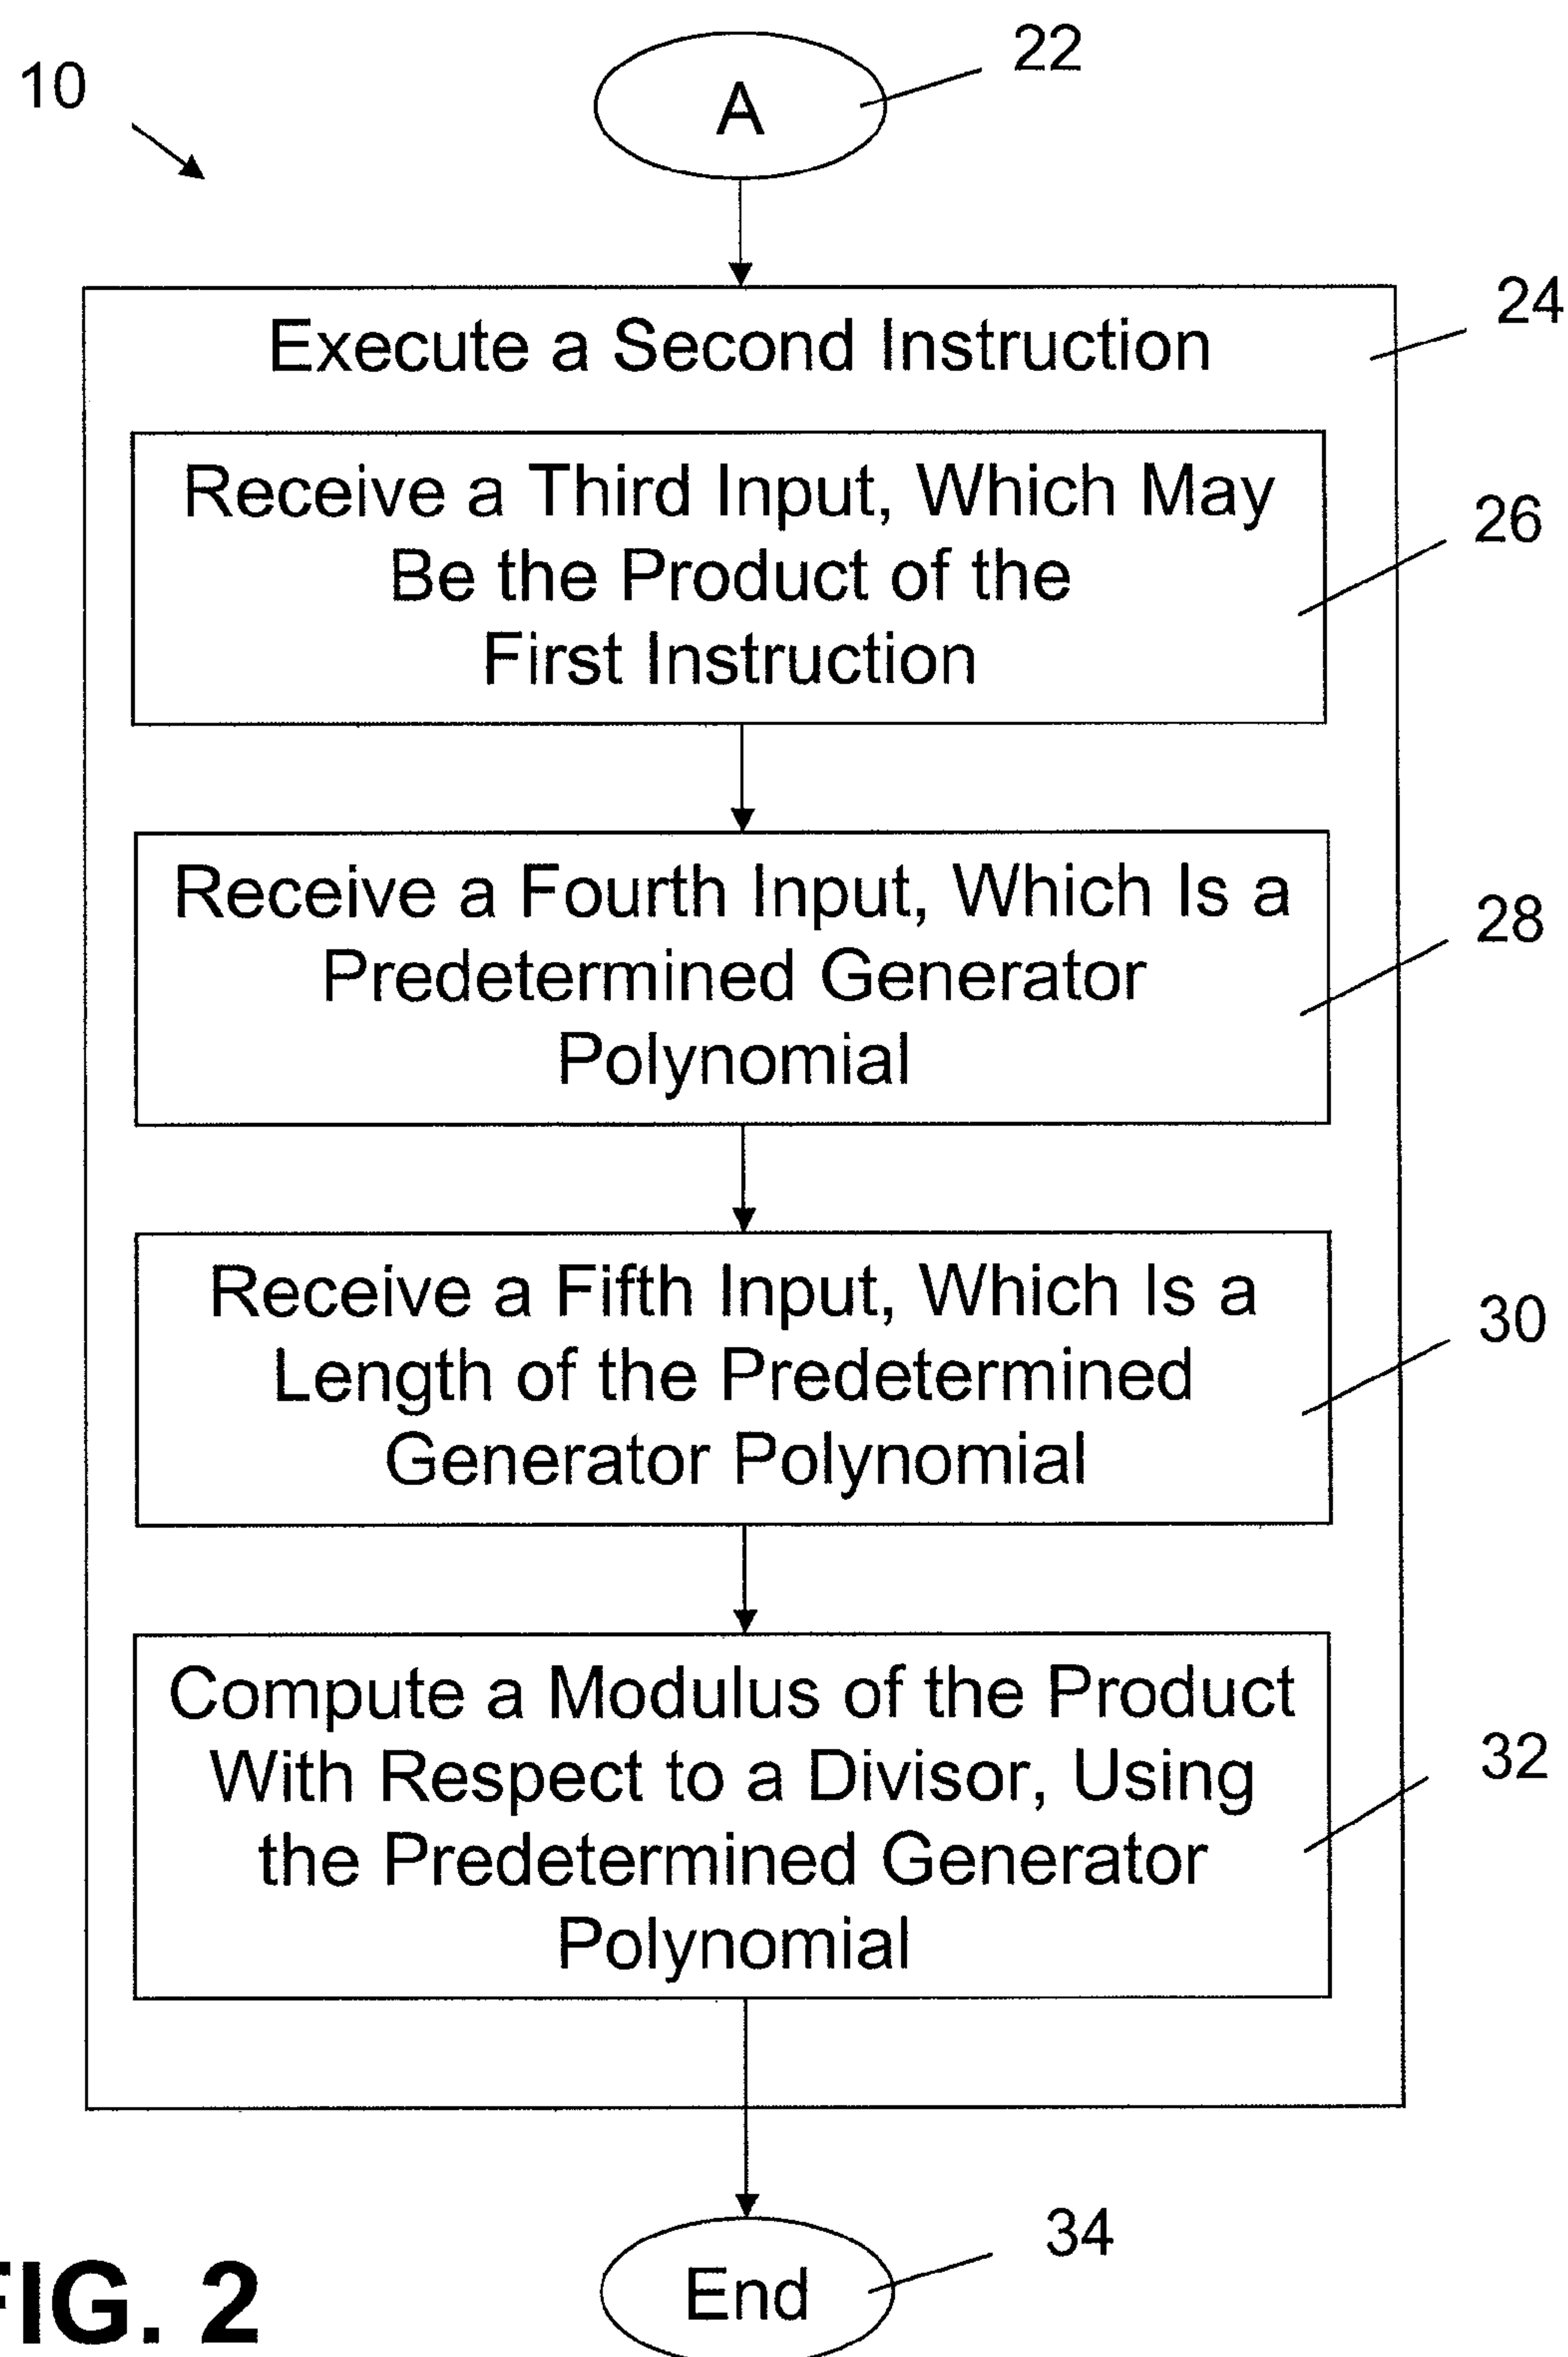 10
22
A
24
Execute a Second Instruction
Receive a Third Input, Which May
Be the Product of the
First Instruction
26
Receive a Fourth Input, Which Is a
Predetermined Generator
Polynomial
28
Receive a Fifth Input, Which Is a
Length of the Predetermined
Generator Polynomial
30
Compute a Modulus of the Product
With Respect to a Divisor, Using
the Predetermined Generator
Polynomial
32
34
End
FIG. 2